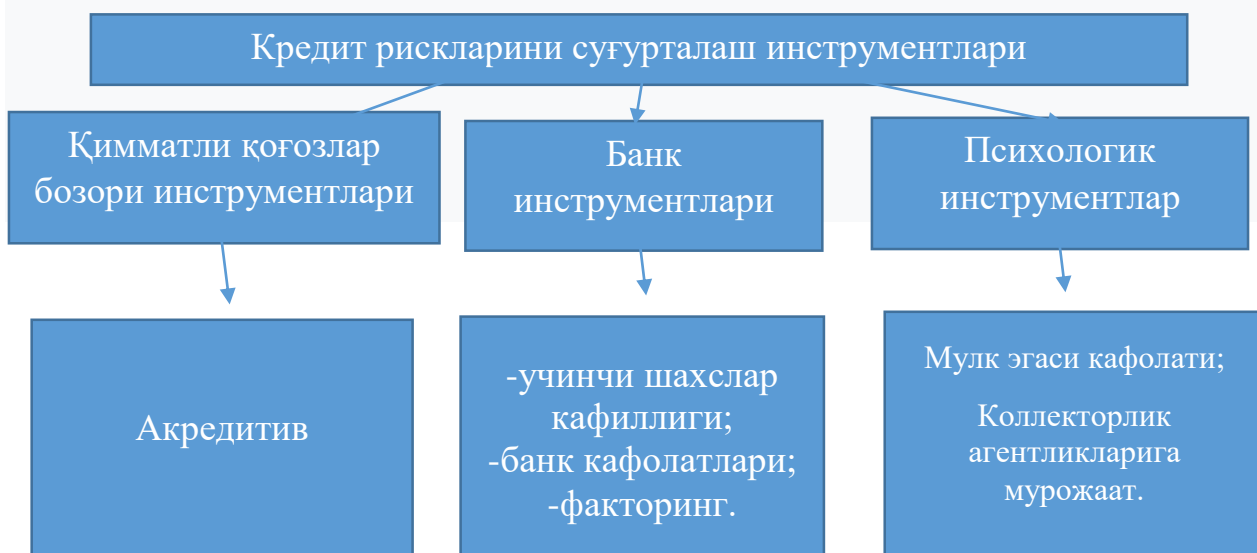 Кредит рискларини суғурталаш инструментлари
Қимматли қоғозлар
бозори инструментлари
Банк
инструментлари
Психологик
инструментлар
Акредитив
-учинчи шахслар
кафиллиги;
-банк кафолатлари;
-факторинг.
Мулк эгаси кафолати;
Коллекторлик
агентликларига
мурожаат.